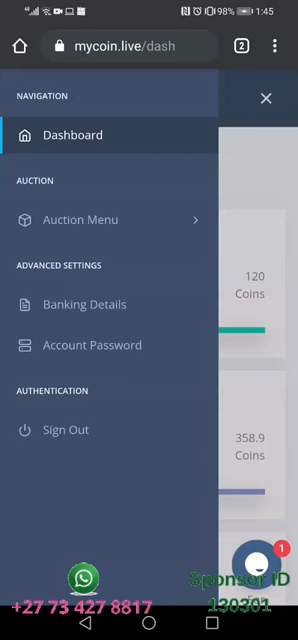 4G
98%
1:45
mycoin.live/dash
2
NAVIGATION
Dashboard
AUCTION
Auction Menu
120
Coins
ADVANCED SETTINGS
Banking Details
Account Password
AUTHENTICATION
358.9
Coins
Sign Out
1
Sponsor ID
+27 73 427 8817
130301